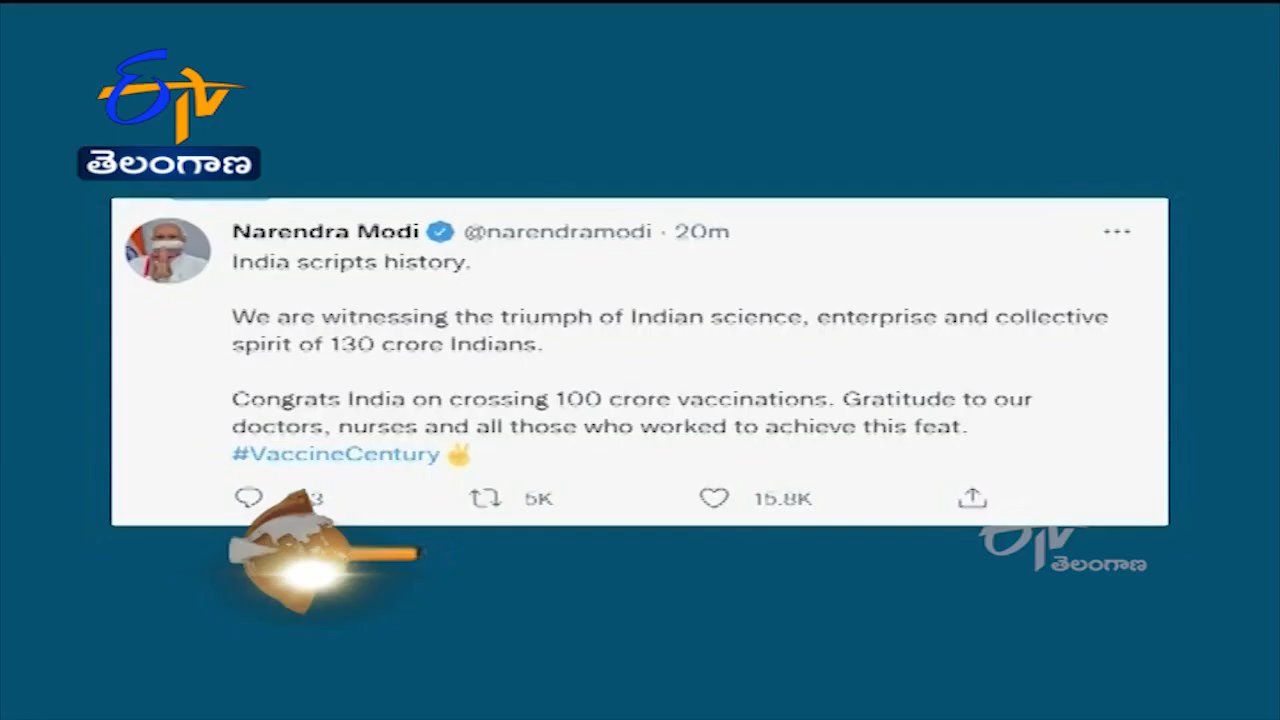 ETV
తెలంగాణ
Narendra Modi @narendramodi · 20m
India scripts history.
We are witnessing the triumph of Indian science, enterprise and collective
spirit of 130 crore Indians.
Congrats India on crossing 100 crore vaccinations. Gratitude to our
doctors, nurses and all those who worked to achieve this feat.
#VaccineCentury ✌️
5K 15.8K
ETV
తెలంగాణ